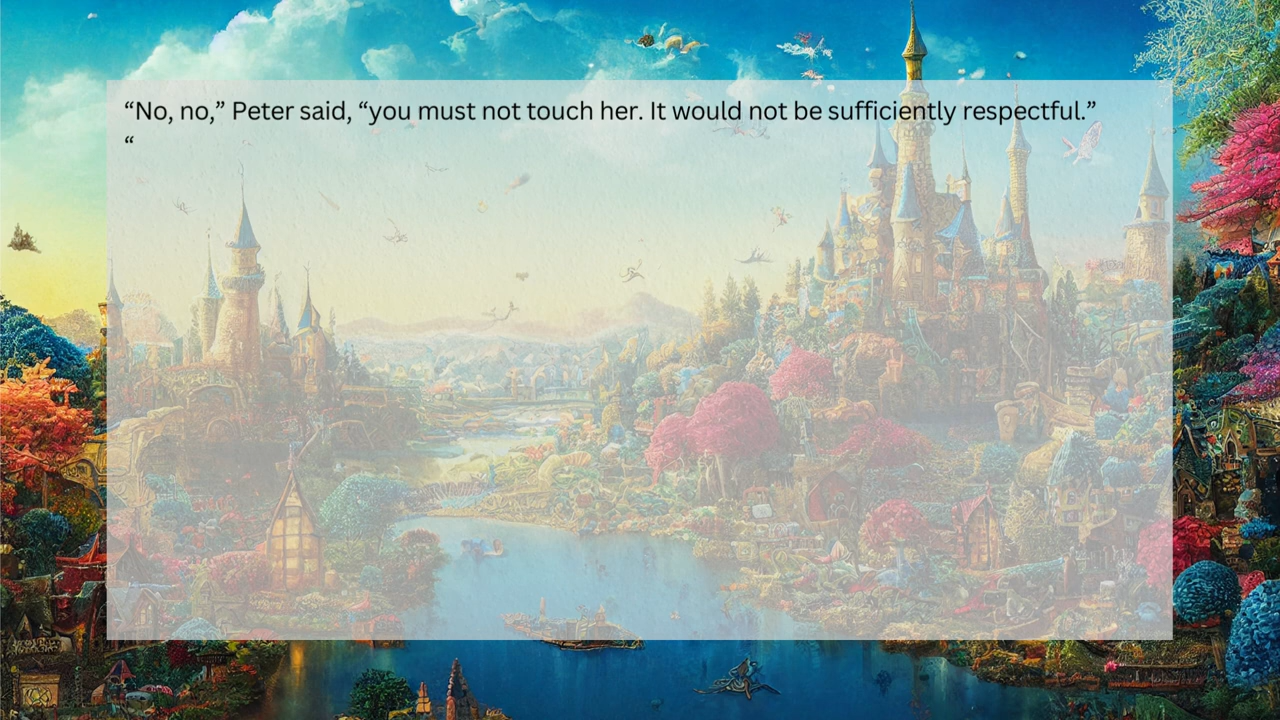 “No, no,” Peter said, “you must not touch her. It would not be sufficiently respectful.”
“